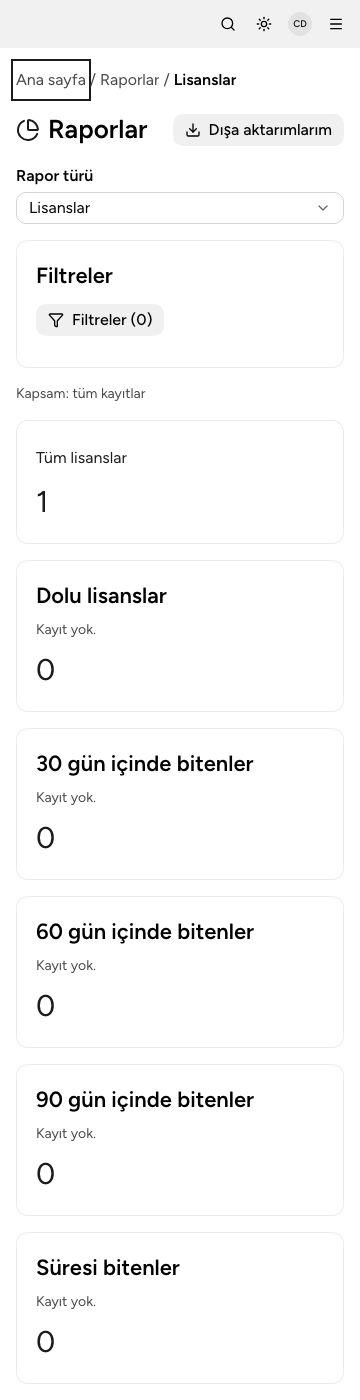 CD
Ana sayfa / Raporlar / Lisanslar
Raporlar
Dışa aktarımlarım
Rapor türü
Lisanslar
Filtreler
Filtreler (0)
Kapsam: tüm kayıtlar
Tüm lisanslar
1
Dolu lisanslar
Kayıt yok.
0
30 gün içinde bitenler
Kayıt yok.
0
60 gün içinde bitenler
Kayıt yok.
0
90 gün içinde bitenler
Kayıt yok.
0
Süresi bitenler
Kayıt yok.
0